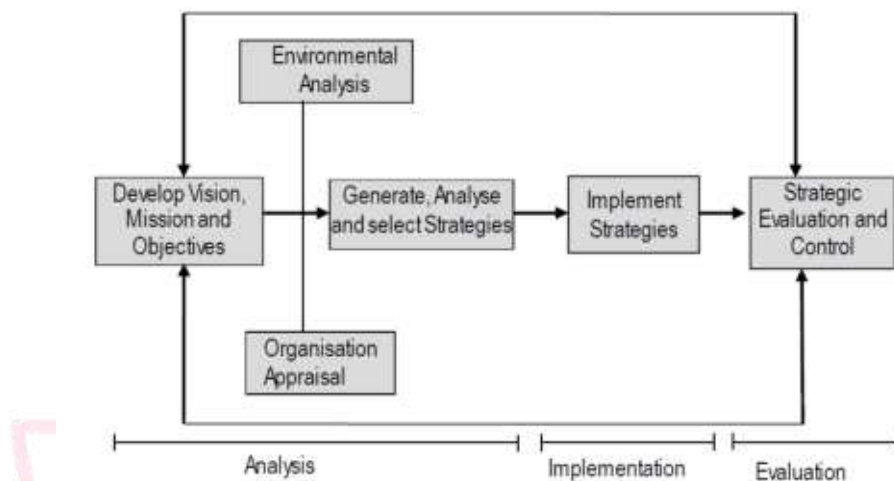 Environmental
Analysis
Develop Vision,
Mission and
Objectives
Generate, Analyse
and select Strategies
Implement
Strategies
Strategic
Evaluation and
Control
Organisation
Appraisal
Analysis
Implementation
Evaluation